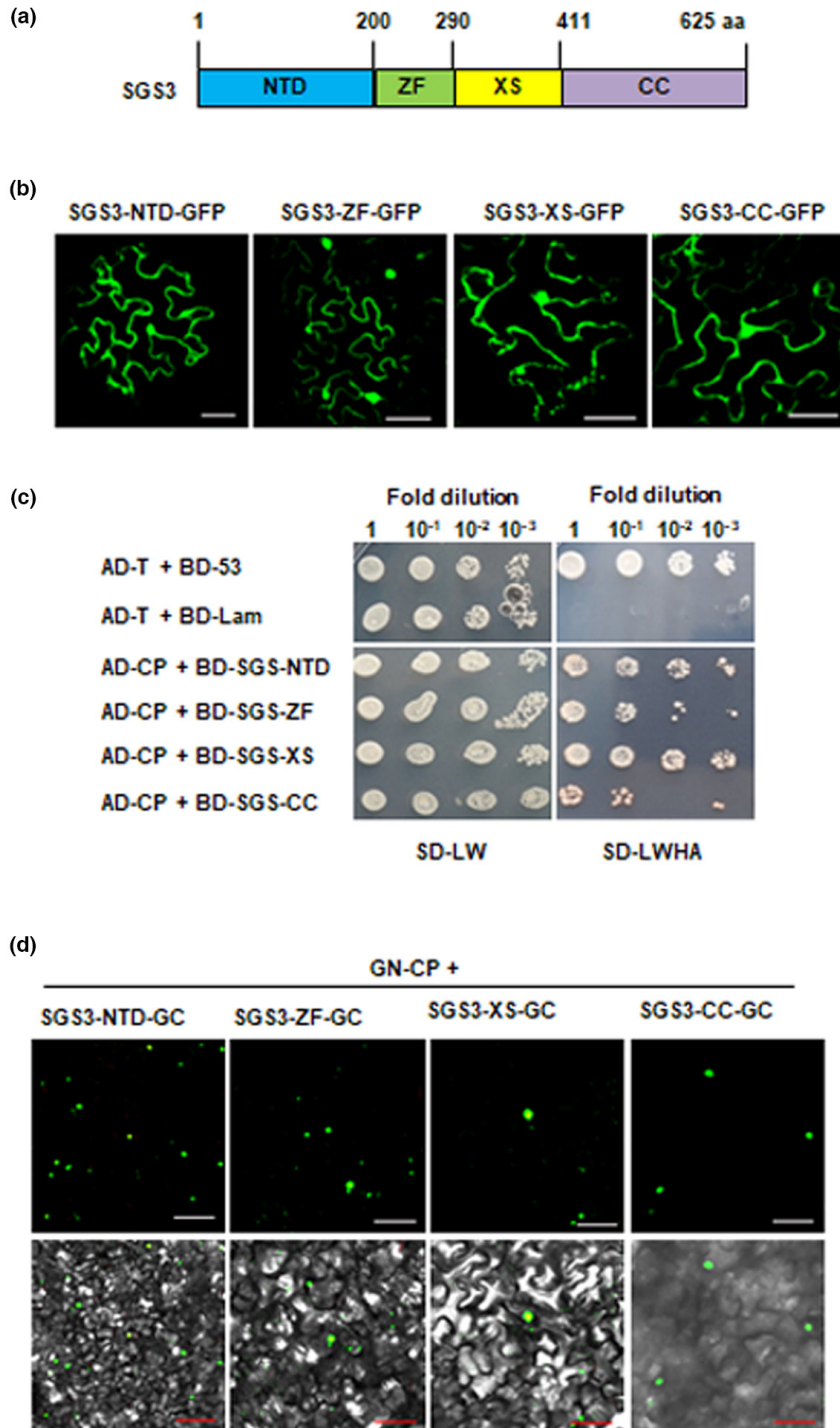 (a)
1 200 290 411 625 aa
SGS3 NTD ZF XS CC
(b)
SGS3-NTD-GFP SGS3-ZF-GFP SGS3-XS-GFP SGS3-CC-GFP
(c)
Fold dilution Fold dilution
1 10⁻¹ 10⁻² 10⁻³ 1 10⁻¹ 10⁻² 10⁻³
AD-T + BD-53
AD-T + BD-Lam
AD-CP + BD-SGS-NTD
AD-CP + BD-SGS-ZF
AD-CP + BD-SGS-XS
AD-CP + BD-SGS-CC
SD-LW SD-LWHA
(d)
GN-CP +
SGS3-NTD-GC SGS3-ZF-GC SGS3-XS-GC SGS3-CC-GC